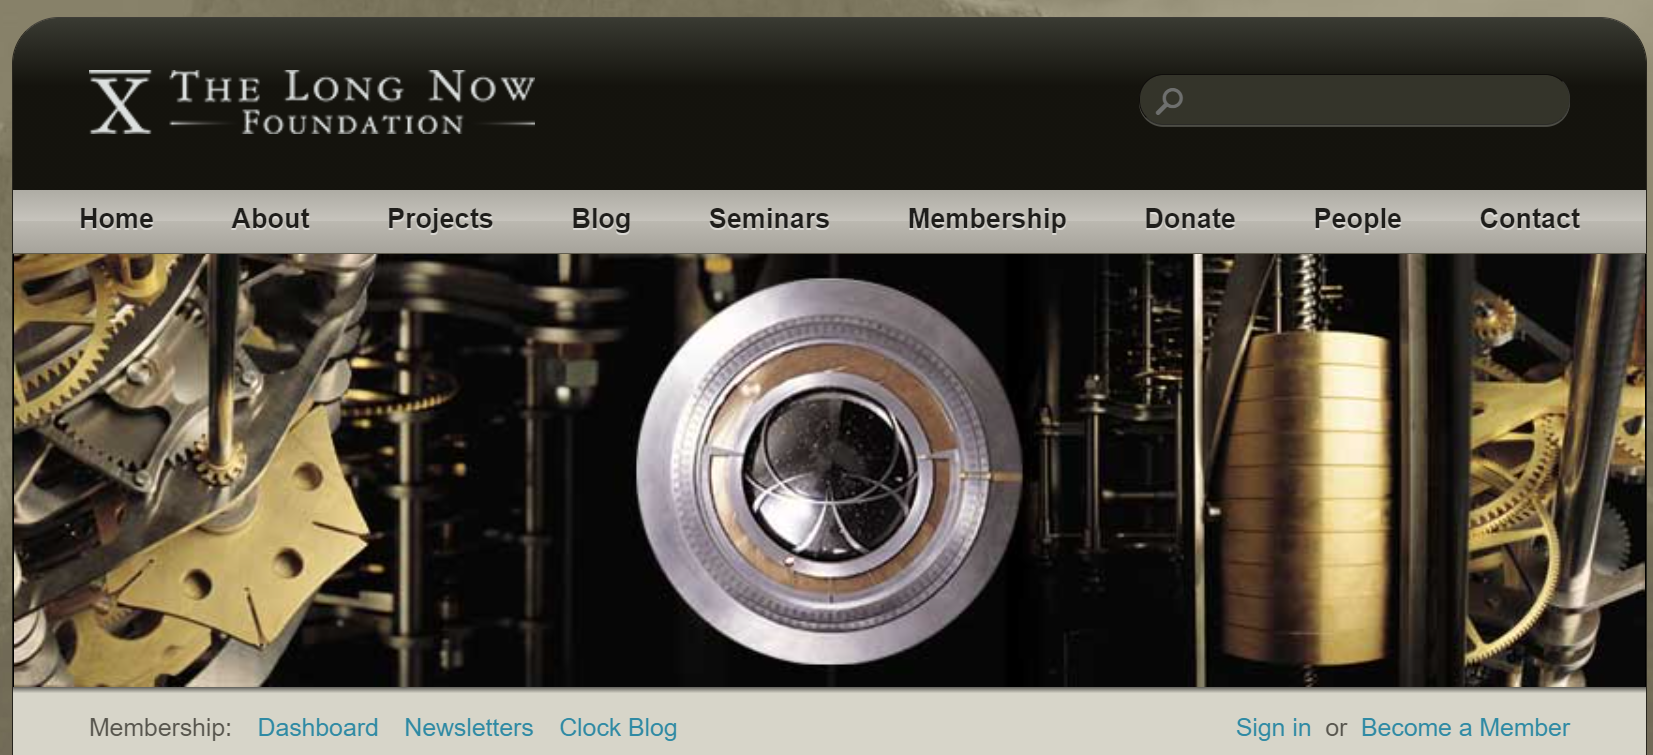 X THE LONG NOW
FOUNDATION
Home About Projects Blog Seminars Membership Donate People Contact
Membership: Dashboard Newsletters Clock Blog Sign in or Become a Member